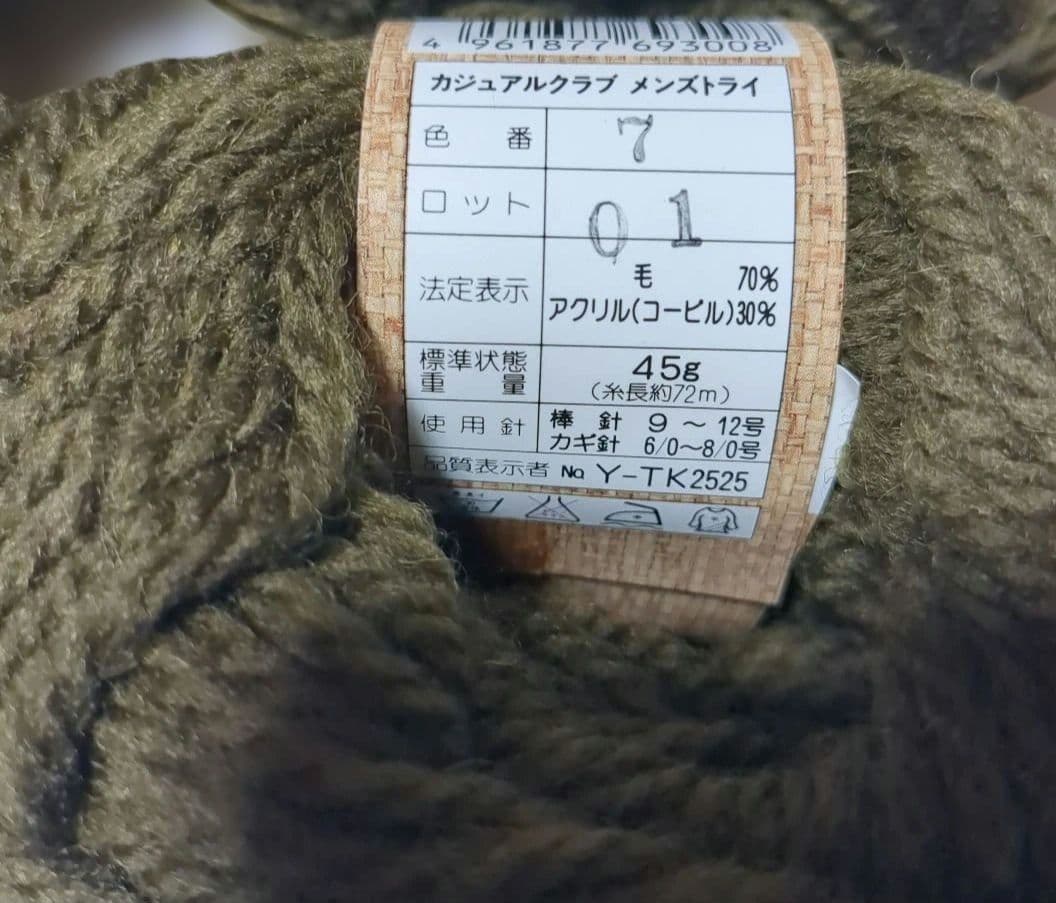 4 961877 693008
カジュアルクラブ メンズトライ
色番 7
ロット 01
法定表示 毛 70%
アクリル(コービル)30%
標準状態重量 45g
(糸長約72m)
使用針 棒針 9～12号
カギ針 6/0～8/0号
品質表示者 No. Y-TK2525